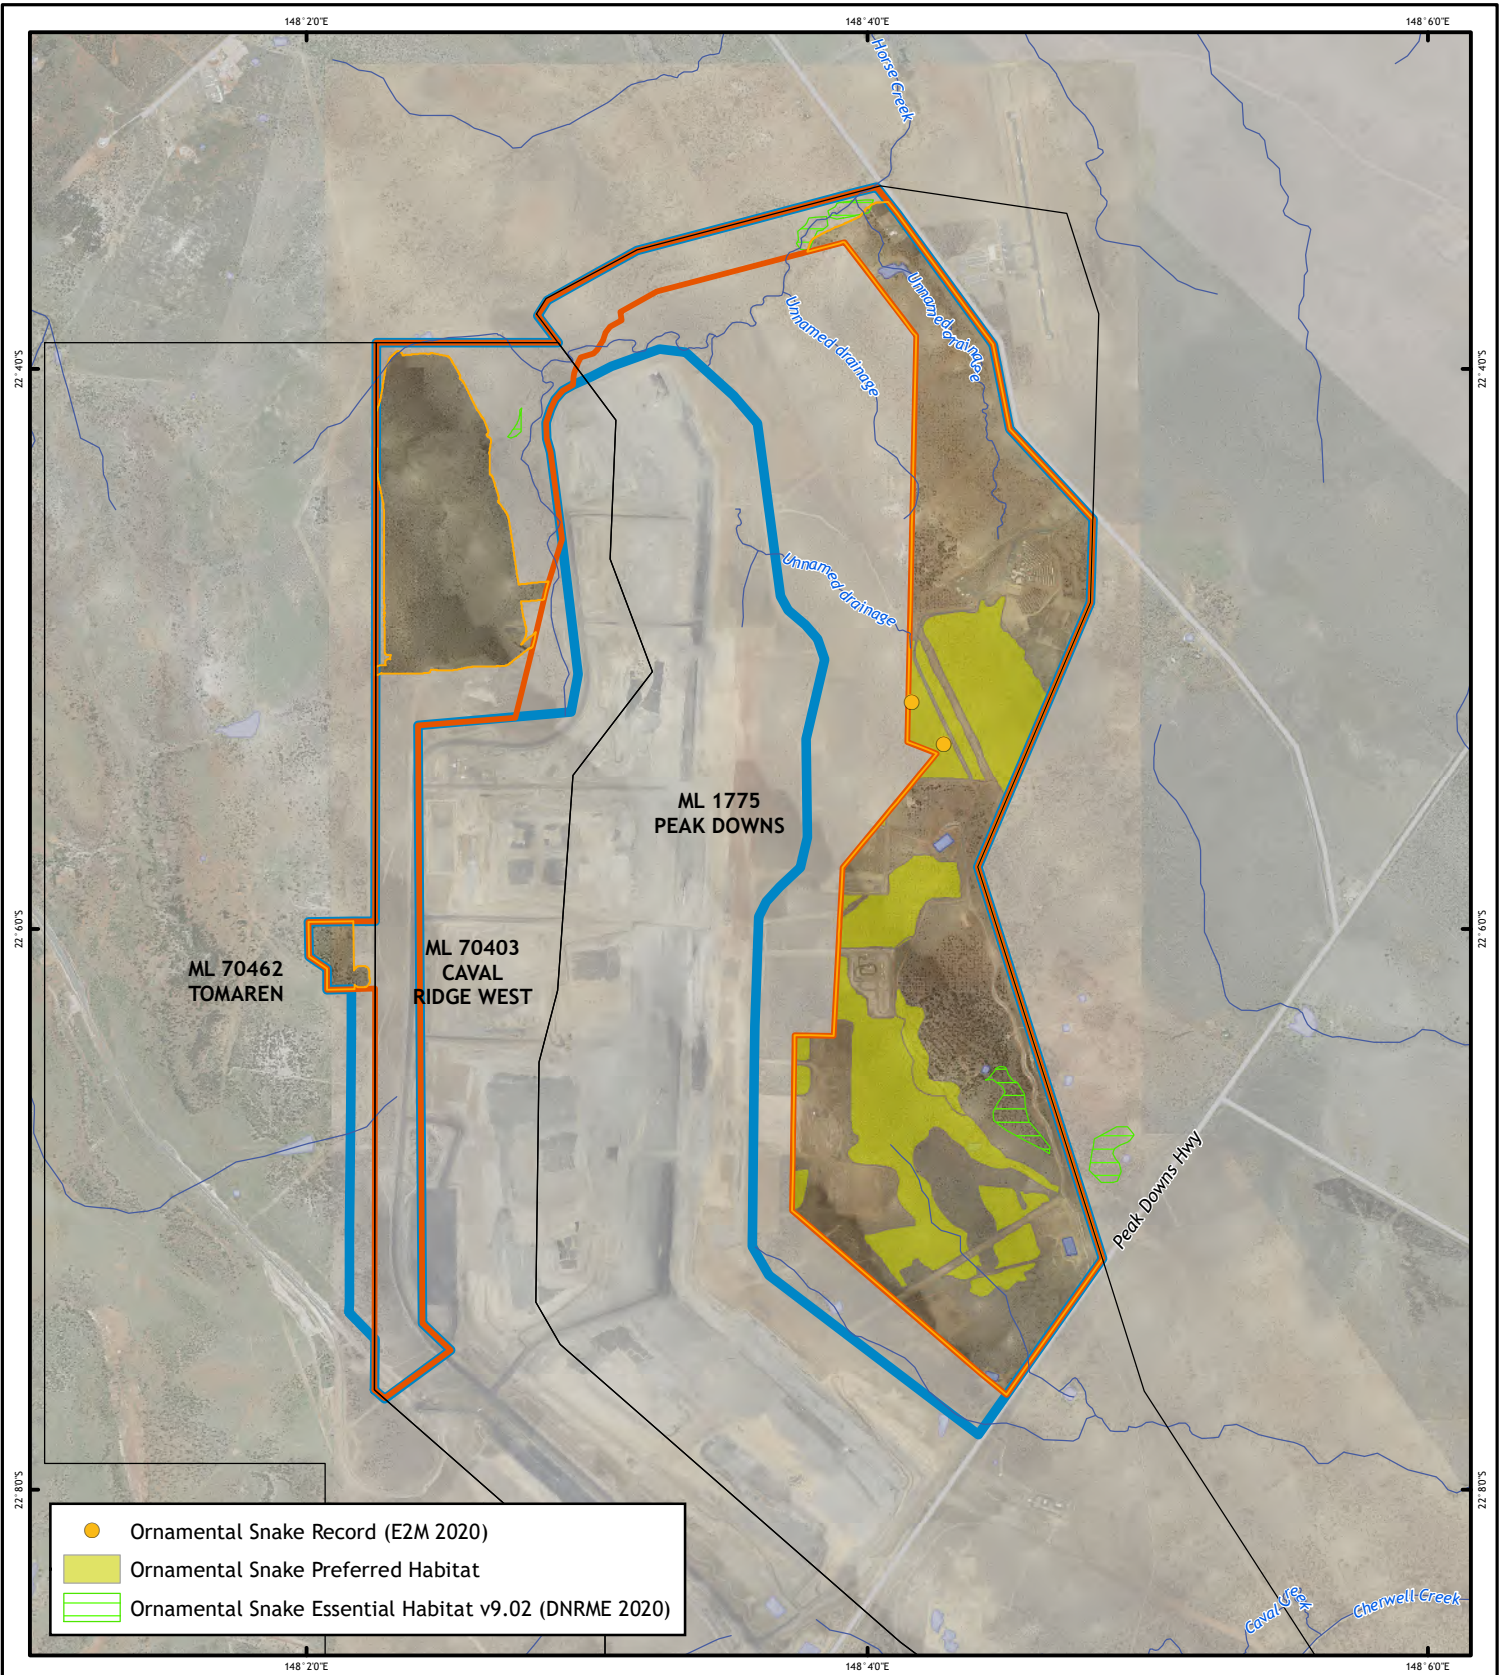 148°2'0"E
148°4'0"E
148°6'0"E
Horse Creek
Unnamed drainage
Unnamed drainage
22°4'0"S
22°4'0"S
Unnamed drainage
ML 1775
PEAK DOWNS
22°6'0"S
22°6'0"S
ML 70462
TOMAREN
ML 70403
CAVAL
RIDGE WEST
Peak Downs Hwy
22°8'0"S
22°8'0"S
Ornamental Snake Record (E2M 2020)
Ornamental Snake Preferred Habitat
Ornamental Snake Essential Habitat v9.02 (DNRME 2020)
Caval Creek
Cherwell Creek
148°2'0"E
148°4'0"E
148°6'0"E